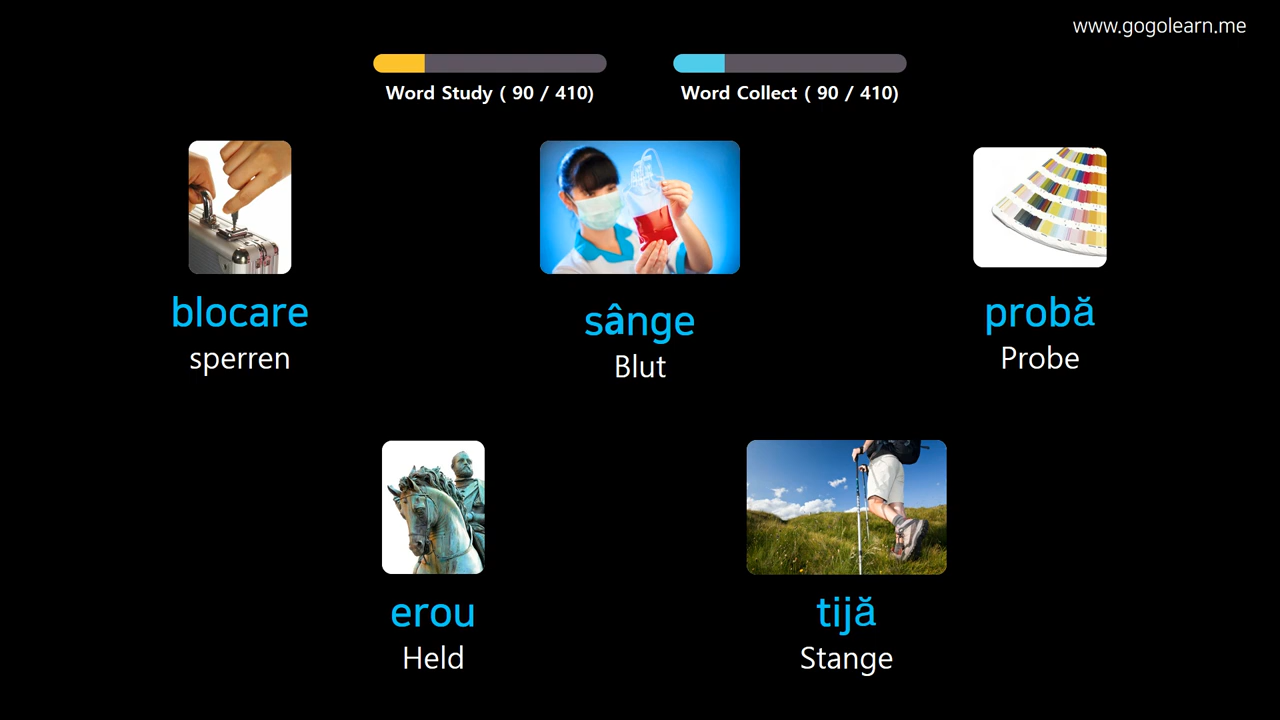 www.gogolearn.me
Word Study ( 90 / 410)
Word Collect ( 90 / 410)
blocare
sperren
sânge
Blut
probă
Probe
erou
Held
tijă
Stange